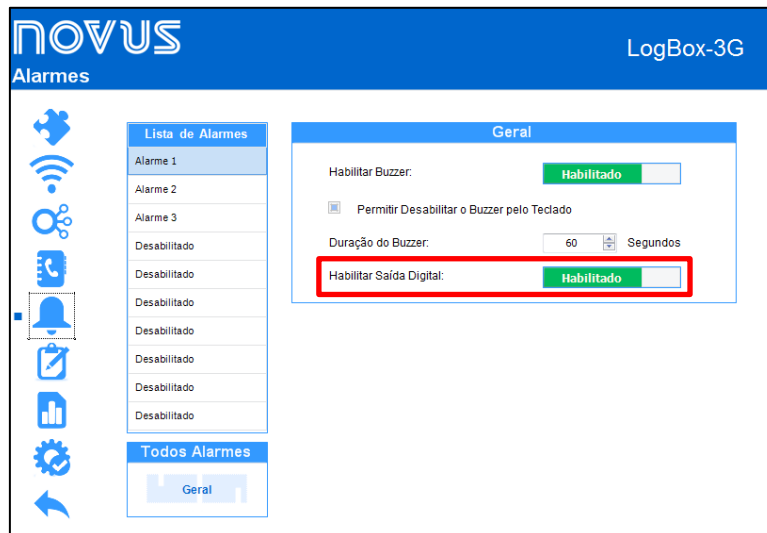 NOVUS
LogBox-3G
Alarmes
Lista de Alarmes
Alarme 1
Alarme 2
Alarme 3
Desabilitado
Desabilitado
Desabilitado
Desabilitado
Desabilitado
Desabilitado
Desabilitado
Todos Alarmes
Geral
Geral
Habilitar Buzzer:
Habilitado
Permitir Desabilitar o Buzzer pelo Teclado
Duração do Buzzer:
60
Segundos
Habilitar Saída Digital:
Habilitado